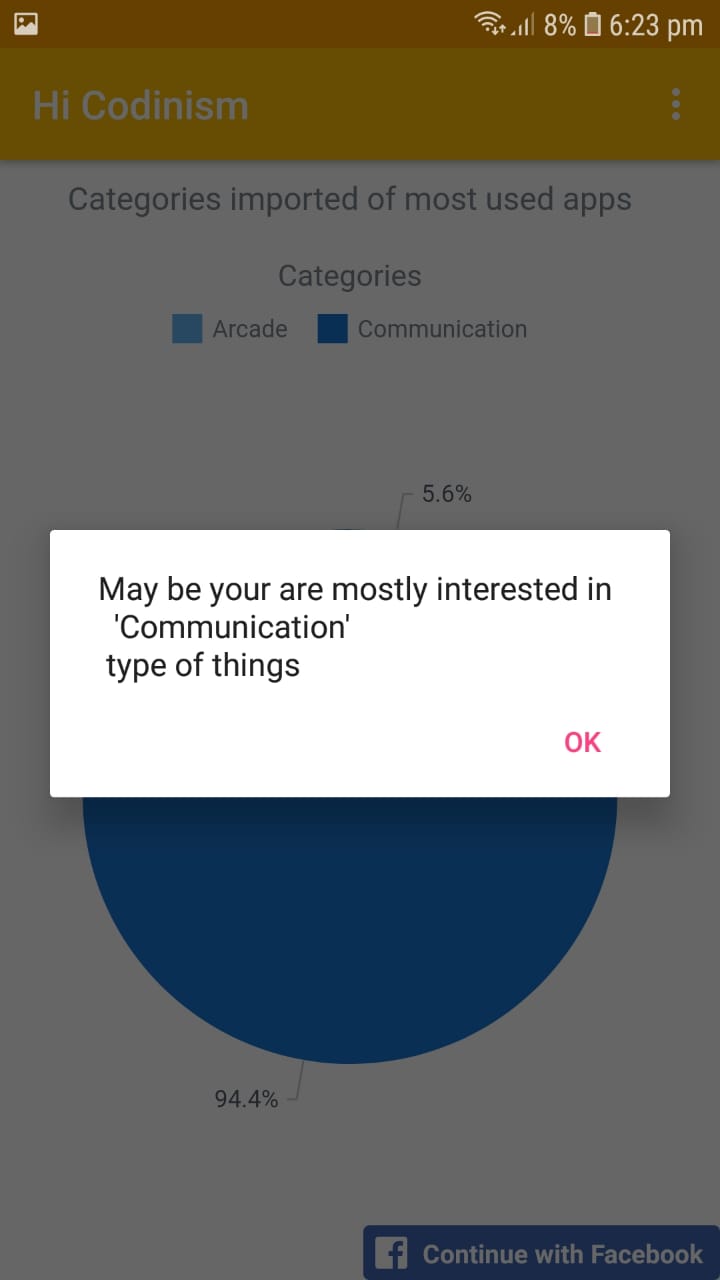 8% 6:23 pm
Hi Codinism
Categories imported of most used apps
Categories
Arcade Communication
5.6%
May be your are mostly interested in
'Communication'
type of things
OK
94.4%
Continue with Facebook